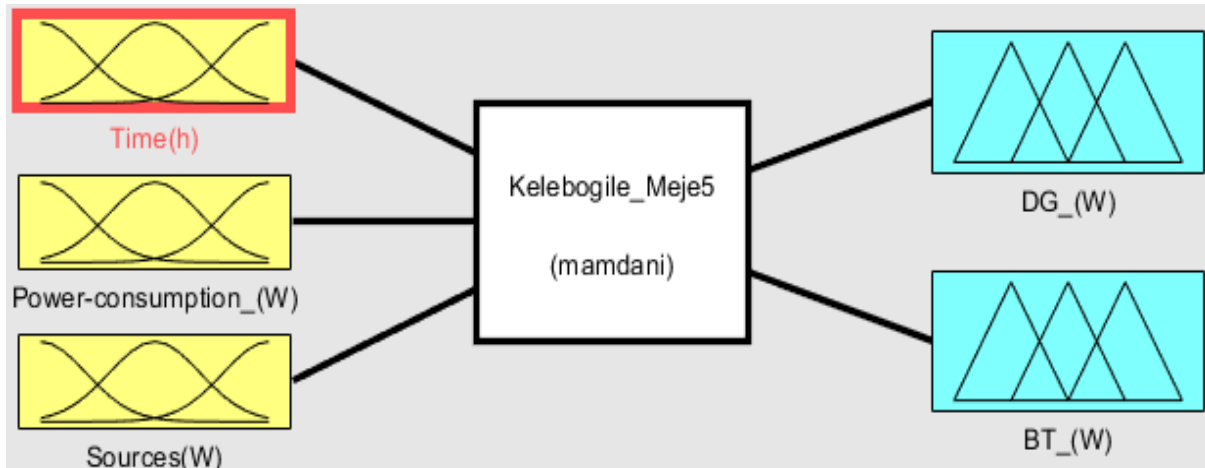 Time(h)
Power-consumption_(W)
Sources(W)
Kelebogile_Meje5
(mamdani)
DG_(W)
BT_(W)